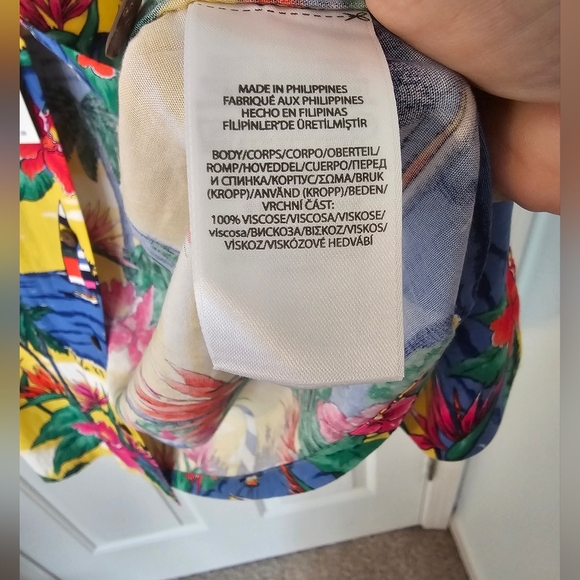 MADE IN PHILIPPINES
FABRIQUÉ AUX PHILIPPINES
HECHO EN FILIPINAS
FİLİPİNLER'DE ÜRETİLMİŞTİR
BODY/CORPS/CORPO/OBERTEIL/
ROMP/HOVEDDEL/CUERPO/ПЕРЕД
И СПИНКА/КОРПУС/ΣΩΜΑ/BRUK
(KROPP)/ANVÄND (KROPP)/BEDEN/
VRCHNÍ ČÁST:
100% VISCOSE/VISCOSA/VISKOSE/
viscosa/ВИСКОЗА/ΒΙΣΚΟΖ/VISKOS/
VİSKOZ/VISKÓZOVÉ HEDVÁBÍ